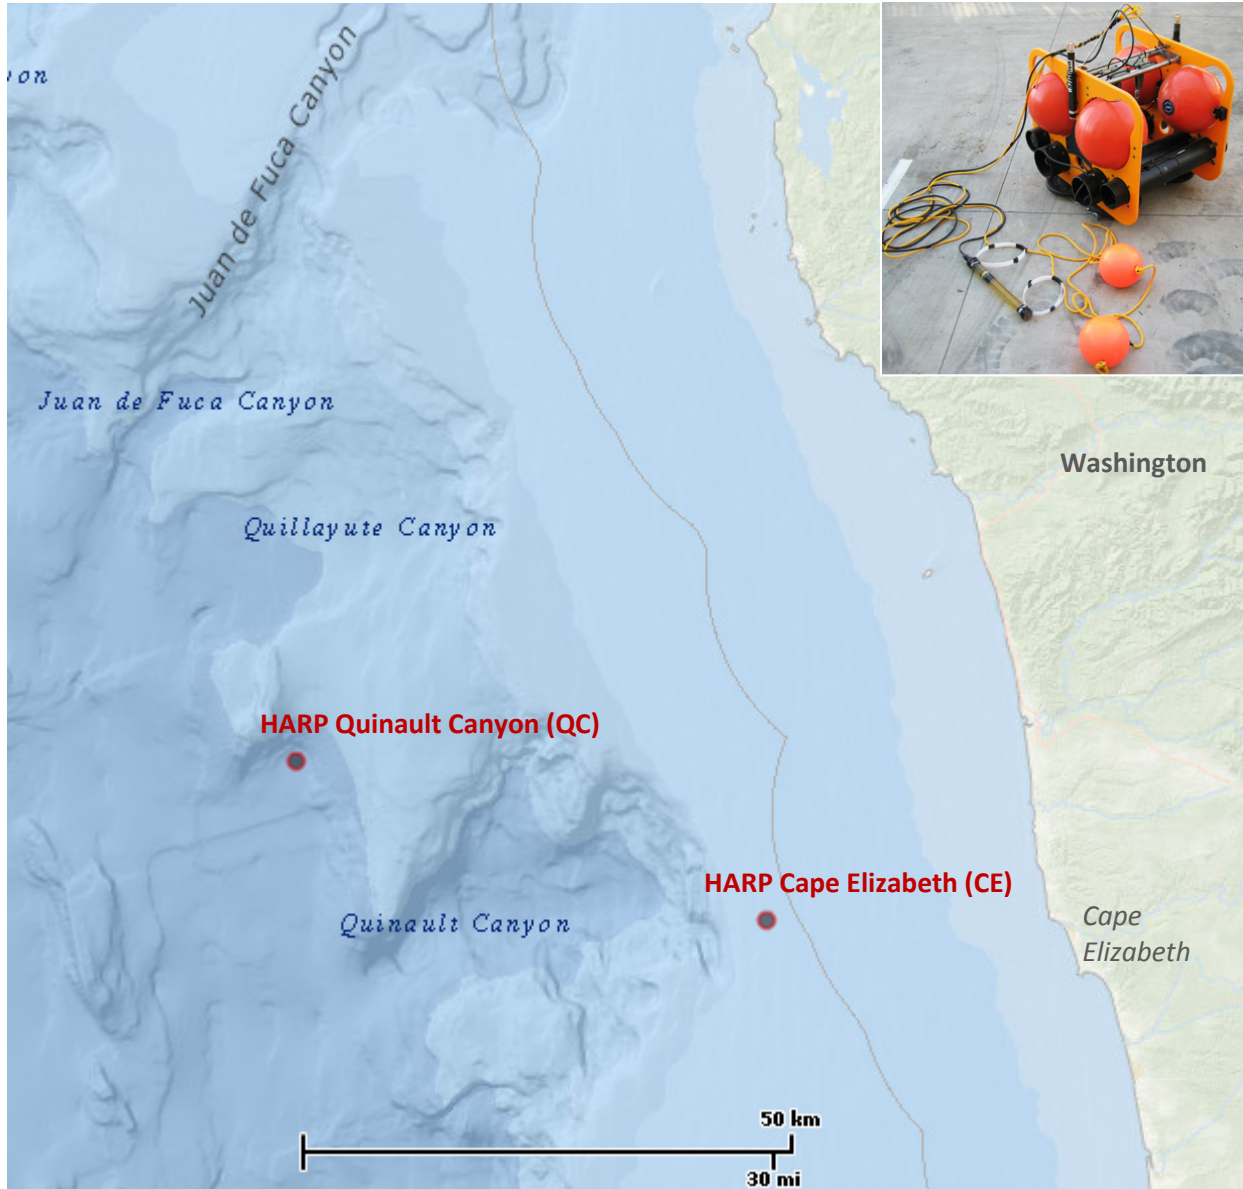 yon
Juan de Fuca Canyon
Juan de Fuca Canyon
Washington
Quillayute Canyon
HARP Quinault Canyon (QC)
HARP Cape Elizabeth (CE)
Quinault Canyon
Cape
Elizabeth
50 km
30 mi